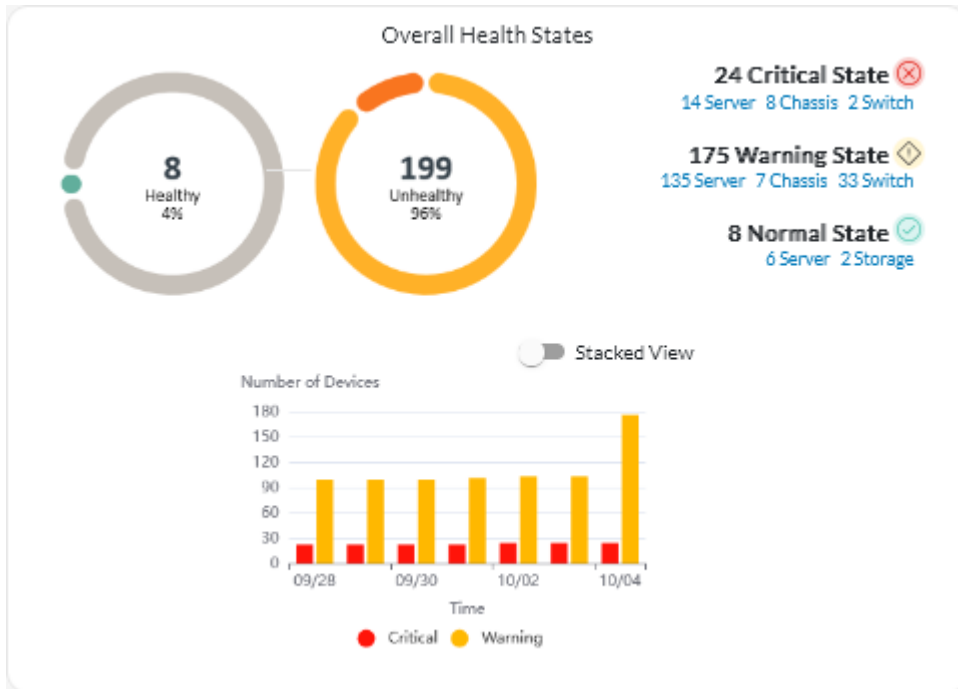 Overall Health States
8
Healthy
4%
199
Unhealthy
96%
24 Critical State
14 Server 8 Chassis 2 Switch
175 Warning State
135 Server 7 Chassis 33 Switch
8 Normal State
6 Server 2 Storage
Stacked View
Number of Devices
180
150
120
90
60
30
0
09/28 09/30 10/02 10/04
Time
Critical Warning